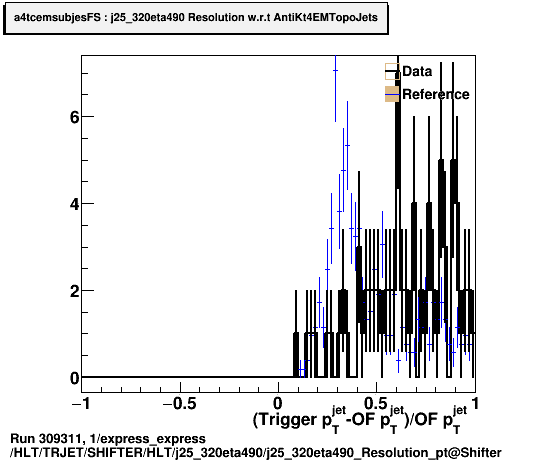 a4tcemsubjesFS : j25_320eta490 Resolution w.r.t AntiKt4EMTopoJets
Data
Reference
6
4
2
0
−1 −0.5 0 0.5 1
(Trigger p_T^jet -OF p_T^jet)/OF p_T^jet
Run 309311, 1/express_express
/HLT/TRJET/SHIFTER/HLT/j25_320eta490/j25_320eta490_Resolution_pt@Shifter